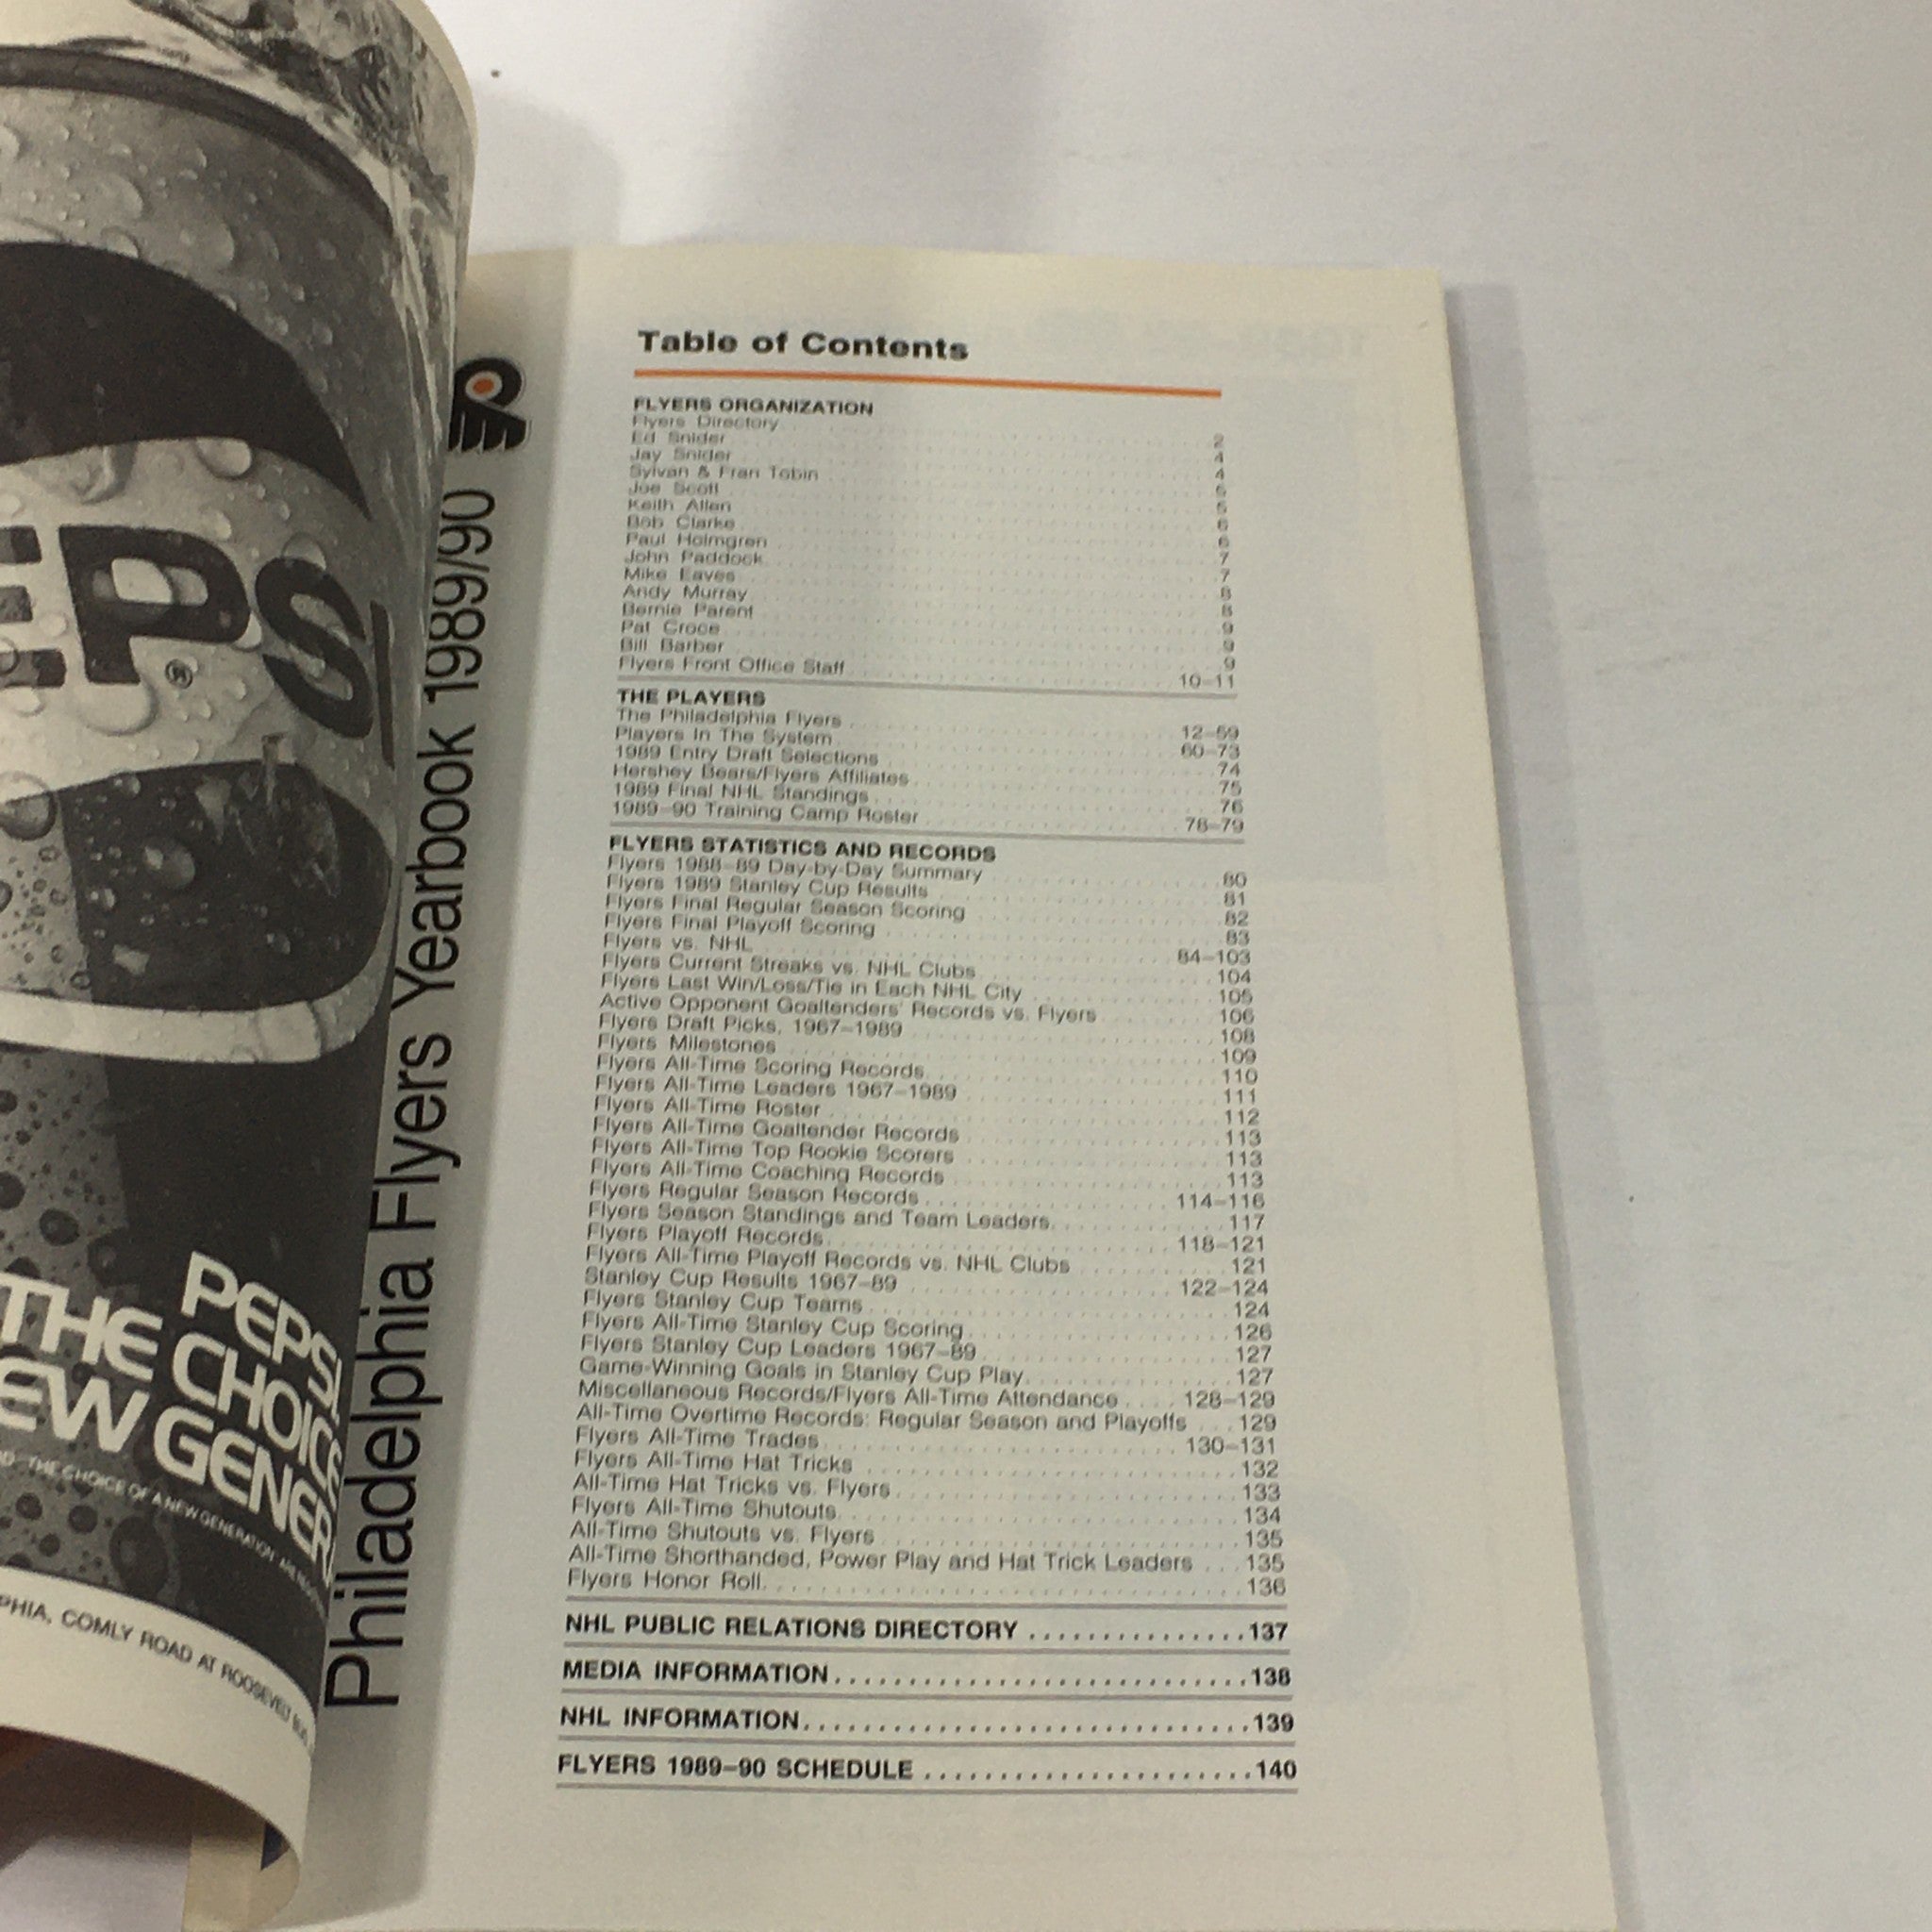 EPSI
®
PEPSI
THE CHOICE
EW GENER
THE CHOICE OF A NEW GENERATION
PHIA, COMLY ROAD AT ROOSEVELT
Philadelphia Flyers Yearbook 1989/90
Table of Contents
FLYERS ORGANIZATION
Flyers Directory 2
Ed Snider 4
Jay Snider 4
Sylvan & Fran Tobin 5
Joe Scott 5
Keith Allen 6
Bob Clarke 6
Paul Holmgren 7
John Paddock 7
Mike Eaves 8
Andy Murray 8
Bernie Parent 9
Pat Croce 9
Bill Barber 9
Flyers Front Office Staff 10–11
THE PLAYERS
The Philadelphia Flyers 12–59
Players In The System 60–73
1989 Entry Draft Selections 74
Hershey Bears/Flyers Affiliates 75
1989 Final NHL Standings 76
1989–90 Training Camp Roster 78–79
FLYERS STATISTICS AND RECORDS
Flyers 1988–89 Day-by-Day Summary 80
Flyers 1989 Stanley Cup Results 81
Flyers Final Regular Season Scoring 82
Flyers Final Playoff Scoring 83
Flyers vs. NHL 84–103
Flyers Current Streaks vs. NHL Clubs 104
Flyers Last Win/Loss/Tie in Each NHL City 105
Active Opponent Goaltenders' Records vs. Flyers 106
Flyers Draft Picks, 1967–1989 108
Flyers Milestones 109
Flyers All-Time Scoring Records 110
Flyers All-Time Leaders 1967–1989 111
Flyers All-Time Roster 112
Flyers All-Time Goaltender Records 113
Flyers All-Time Top Rookie Scorers 113
Flyers All-Time Coaching Records 113
Flyers Regular Season Records 114–116
Flyers Season Standings and Team Leaders 117
Flyers Playoff Records 118–121
Flyers All-Time Playoff Records vs. NHL Clubs 121
Stanley Cup Results 1967–89 122–124
Flyers Stanley Cup Teams 124
Flyers All-Time Stanley Cup Scoring 126
Flyers Stanley Cup Leaders 1967–89 127
Game-Winning Goals in Stanley Cup Play 127
Miscellaneous Records/Flyers All-Time Attendance 128–129
All-Time Overtime Records: Regular Season and Playoffs 129
Flyers All-Time Trades 130–131
Flyers All-Time Hat Tricks 132
All-Time Hat Tricks vs. Flyers 133
Flyers All-Time Shutouts 134
All-Time Shutouts vs. Flyers 135
All-Time Shorthanded, Power Play and Hat Trick Leaders 135
Flyers Honor Roll 136
NHL PUBLIC RELATIONS DIRECTORY 137
MEDIA INFORMATION 138
NHL INFORMATION 139
FLYERS 1989–90 SCHEDULE 140